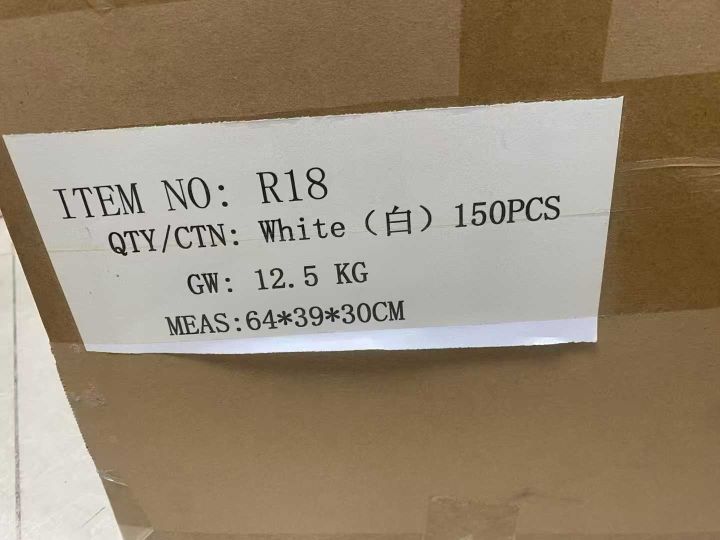 ITEM NO: R18
QTY/CTN: White（白）150PCS
GW: 12.5 KG
MEAS:64*39*30CM